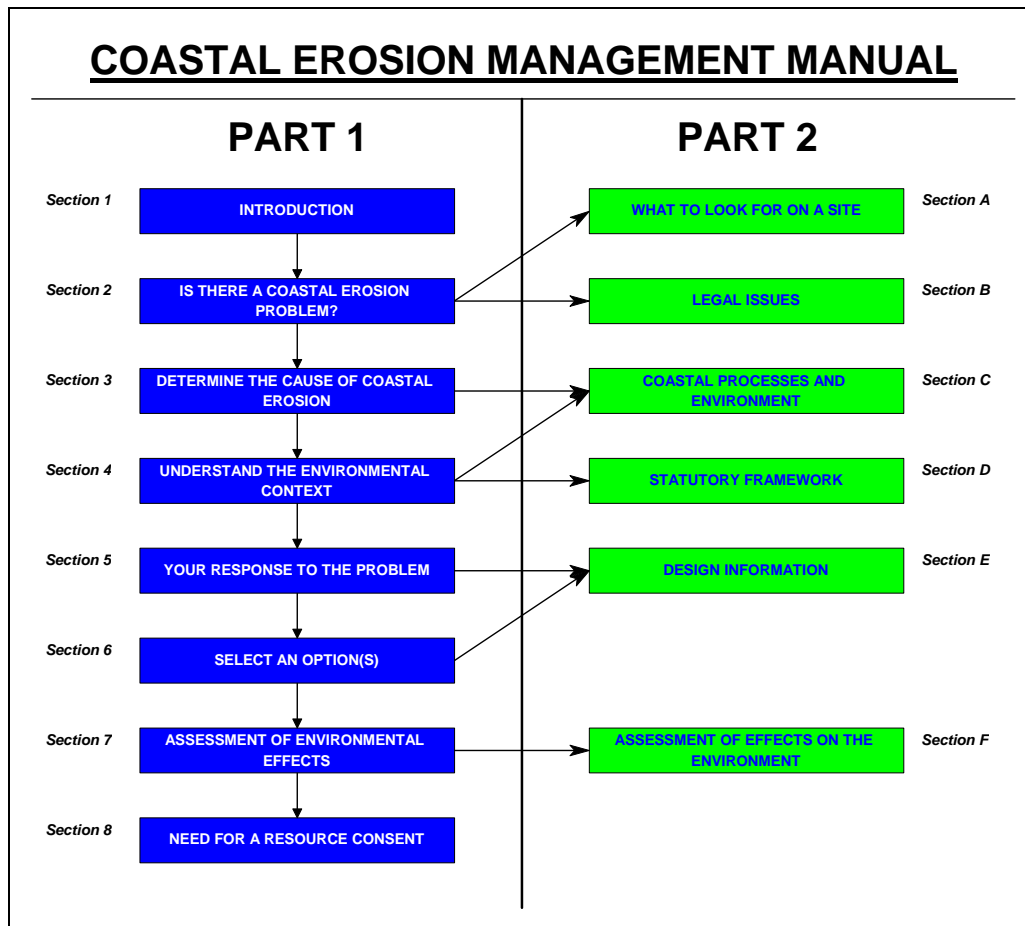 COASTAL EROSION MANAGEMENT MANUAL
PART 1
PART 2
Section 1
INTRODUCTION
WHAT TO LOOK FOR ON A SITE
Section A
Section 2
IS THERE A COASTAL EROSION
PROBLEM?
LEGAL ISSUES
Section B
Section 3
DETERMINE THE CAUSE OF COASTAL
EROSION
COASTAL PROCESSES AND
ENVIRONMENT
Section C
Section 4
UNDERSTAND THE ENVIRONMENTAL
CONTEXT
STATUTORY FRAMEWORK
Section D
Section 5
YOUR RESPONSE TO THE PROBLEM
DESIGN INFORMATION
Section E
Section 6
SELECT AN OPTION(S)
Section 7
ASSESSMENT OF ENVIRONMENTAL
EFFECTS
ASSESSMENT OF EFFECTS ON THE
ENVIRONMENT
Section F
Section 8
NEED FOR A RESOURCE CONSENT